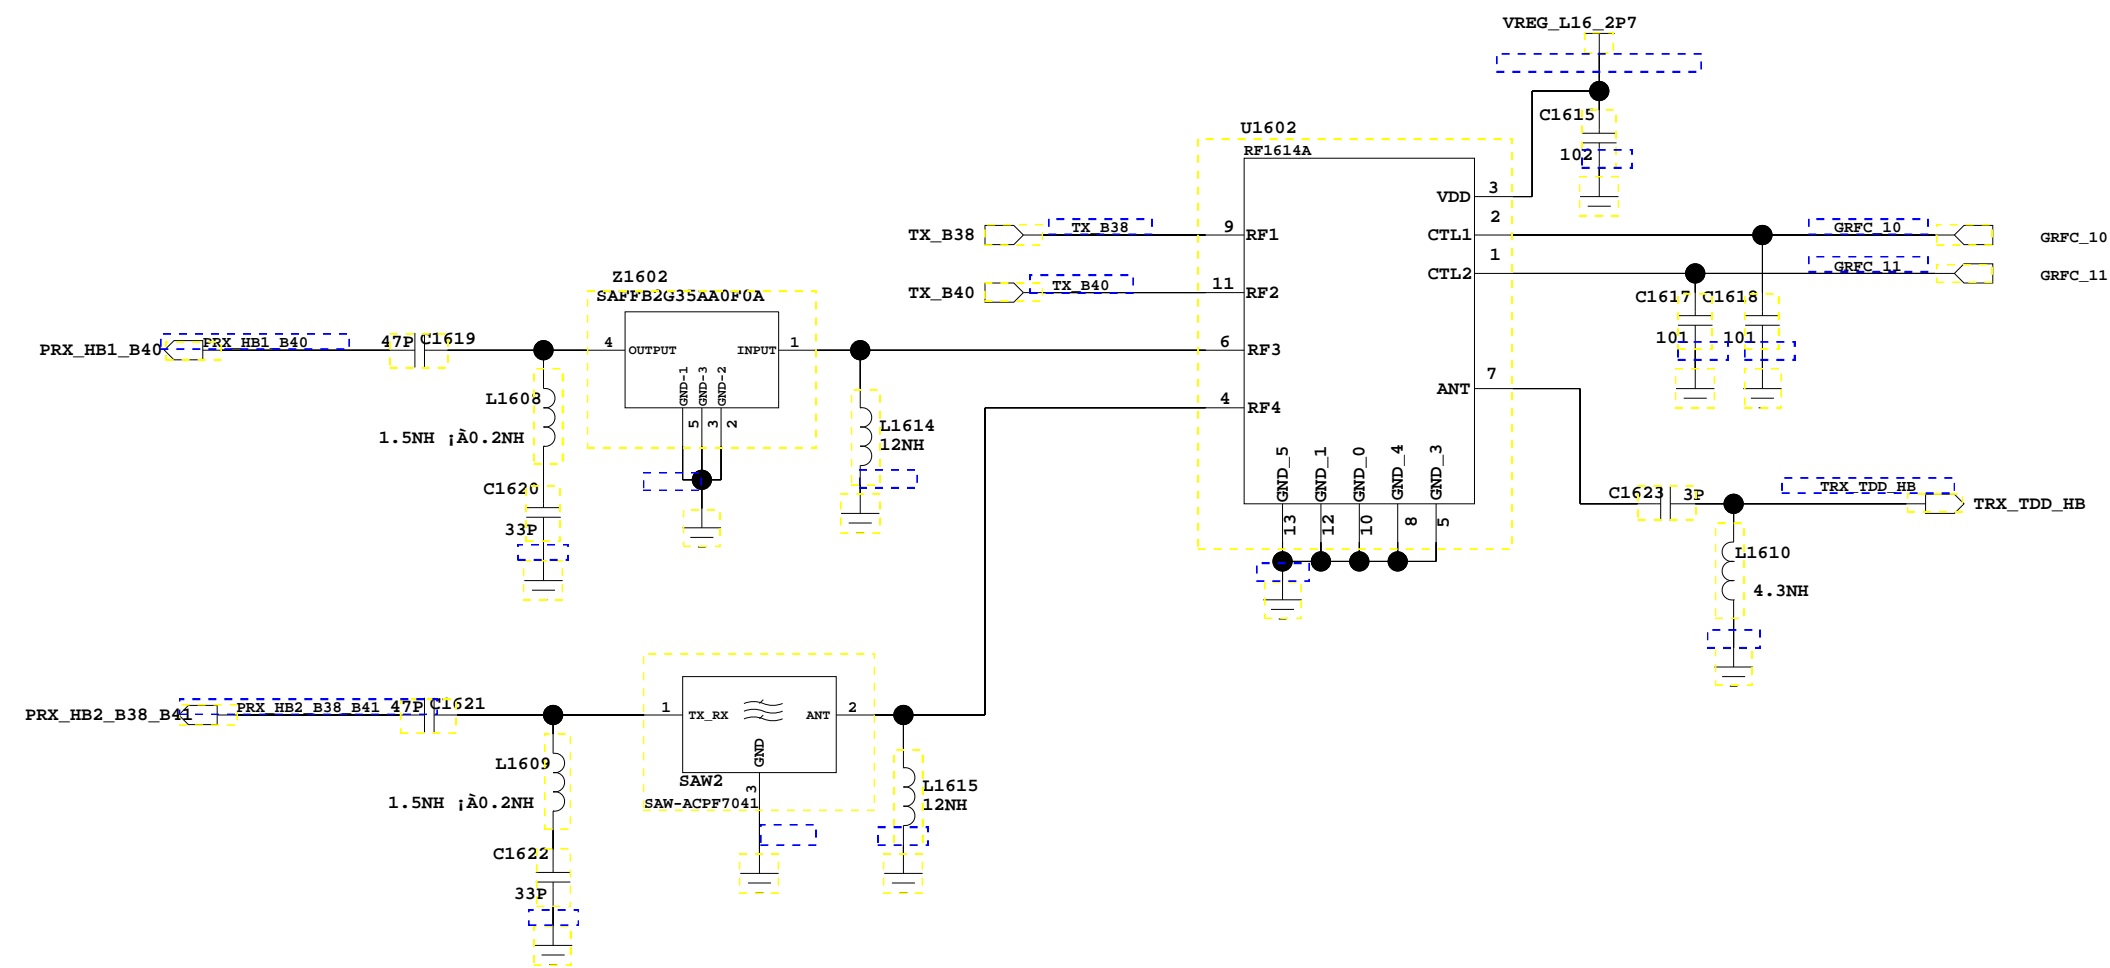 VREG_L16_2P7
C1615
102
U1602
RF1614A
VDD
3
2
TX_B38
TX_B38
9
RF1
CTL1
GRFC_10
GRFC_10
1
TX_B40
TX_B40
11
RF2
CTL2
GRFC_11
GRFC_11
C1617
C1618
101
101
Z1602
SAFFB2G35AA0F0A
PRX_HB1_B40
PRX_HB1_B40
47P
C1619
4
OUTPUT
INPUT
1
GND-1
GND-3
GND-2
5
3
2
6
RF3
4
RF4
7
ANT
L1608
1.5NH ¡À0.2NH
L1614
12NH
C1620
33P
GND_5
GND_1
GND_0
GND_4
GND_3
13
12
10
8
5
C1623
3P
TRX_TDD_HB
TRX_TDD_HB
L1610
4.3NH
PRX_HB2_B38_B41
PRX_HB2_B38_B41
47P
C1621
1
TX_RX
ANT
2
GND
3
SAW2
SAW-ACPF7041
L1609
1.5NH ¡À0.2NH
L1615
12NH
C1622
33P